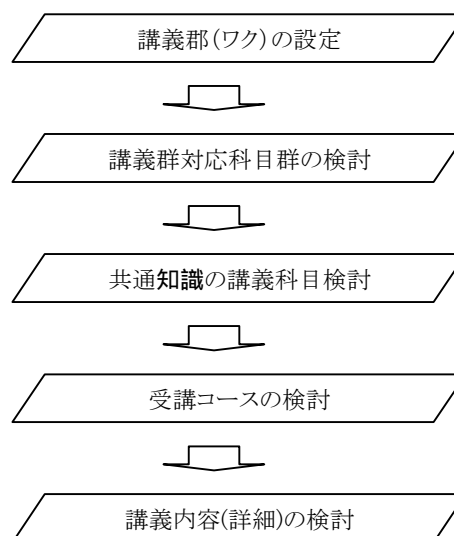 講義郡(ワク)の設定
講義群対応科目群の検討
共通知識の講義科目検討
受講コースの検討
講義内容(詳細)の検討